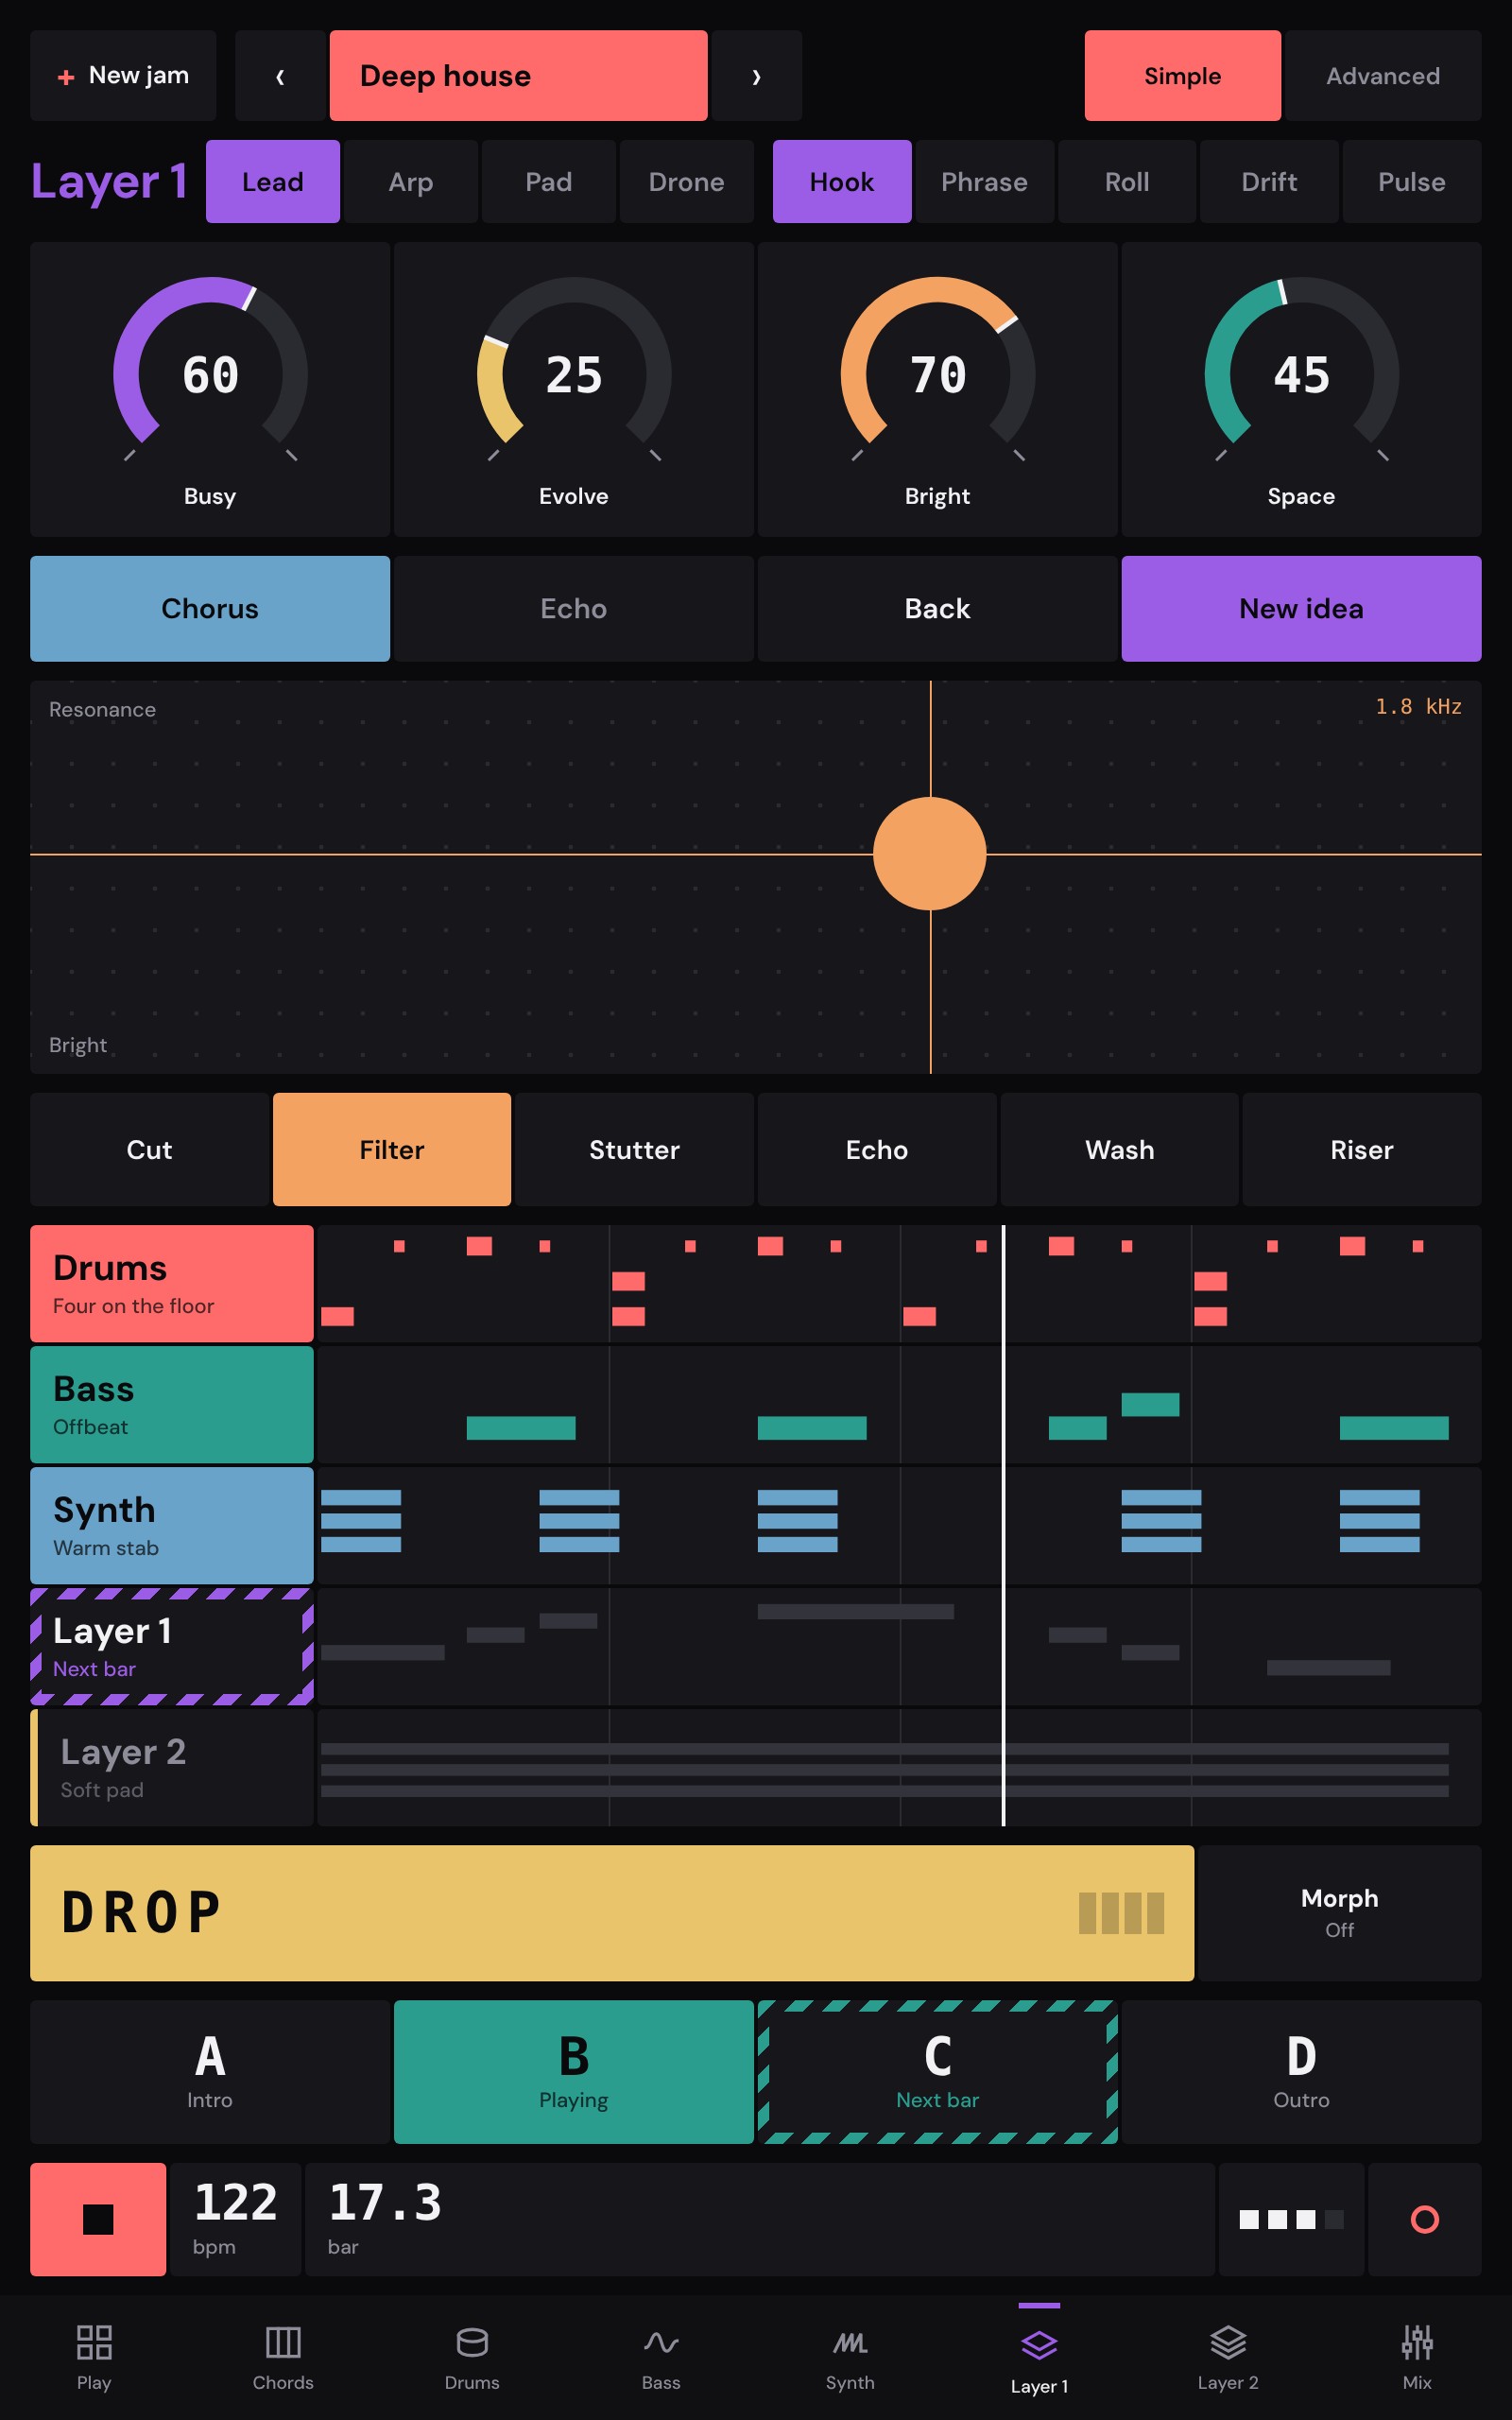 + New jam
‹
Deep house
›
Simple
Advanced
Layer 1
Lead
Arp
Pad
Drone
Hook
Phrase
Roll
Drift
Pulse
60
25
70
45
Busy
Evolve
Bright
Space
Chorus
Echo
Back
New idea
Resonance
1.8 kHz
Bright
Cut
Filter
Stutter
Echo
Wash
Riser
Drums
Four on the floor
Bass
Offbeat
Synth
Warm stab
Layer 1
Next bar
Layer 2
Soft pad
DROP
Morph
Off
A
Intro
B
Playing
C
Next bar
D
Outro
122
bpm
17.3
bar
Play
Chords
Drums
Bass
Synth
Layer 1
Layer 2
Mix